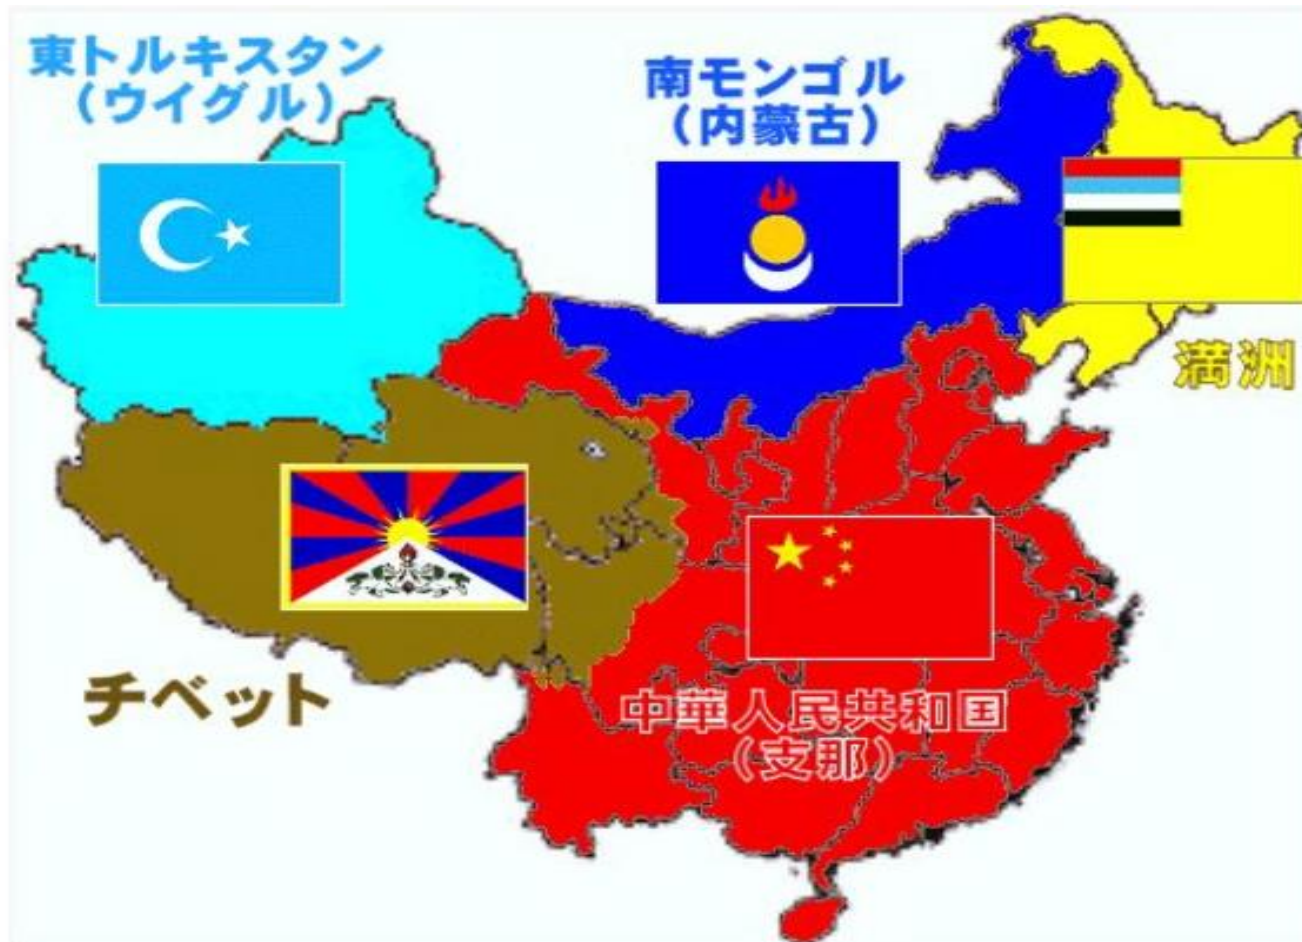 東トルキスタン
(ウイグル)
南モンゴル
(内蒙古)
満洲
チベット
中華人民共和国
(支那)